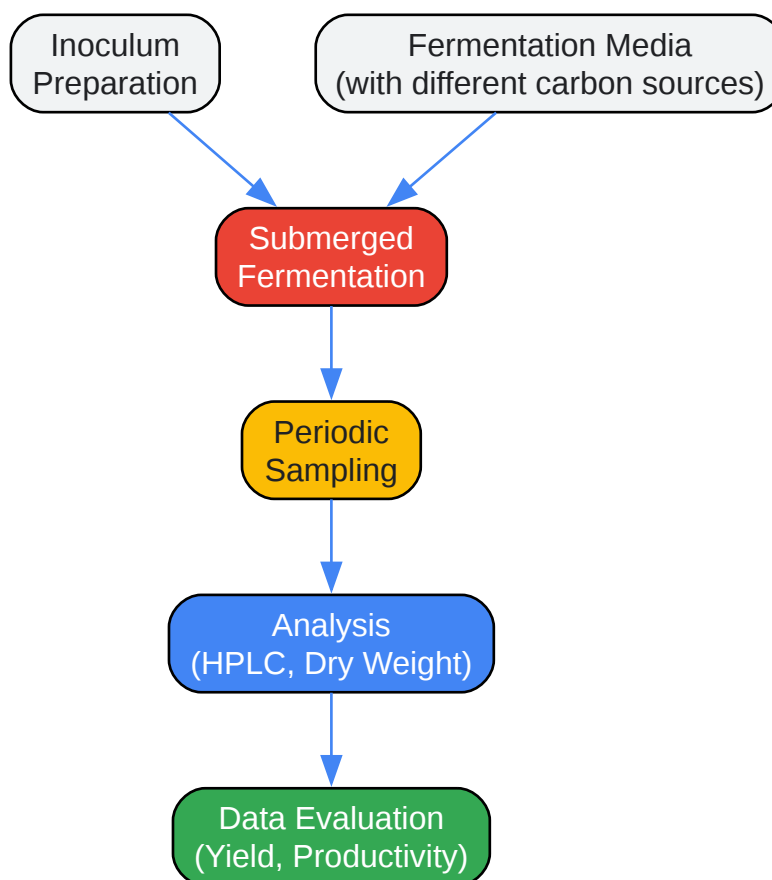 Inoculum
Preparation
Fermentation Media
(with different carbon sources)
Submerged
Fermentation
Periodic
Sampling
Analysis
(HPLC, Dry Weight)
Data Evaluation
(Yield, Productivity)